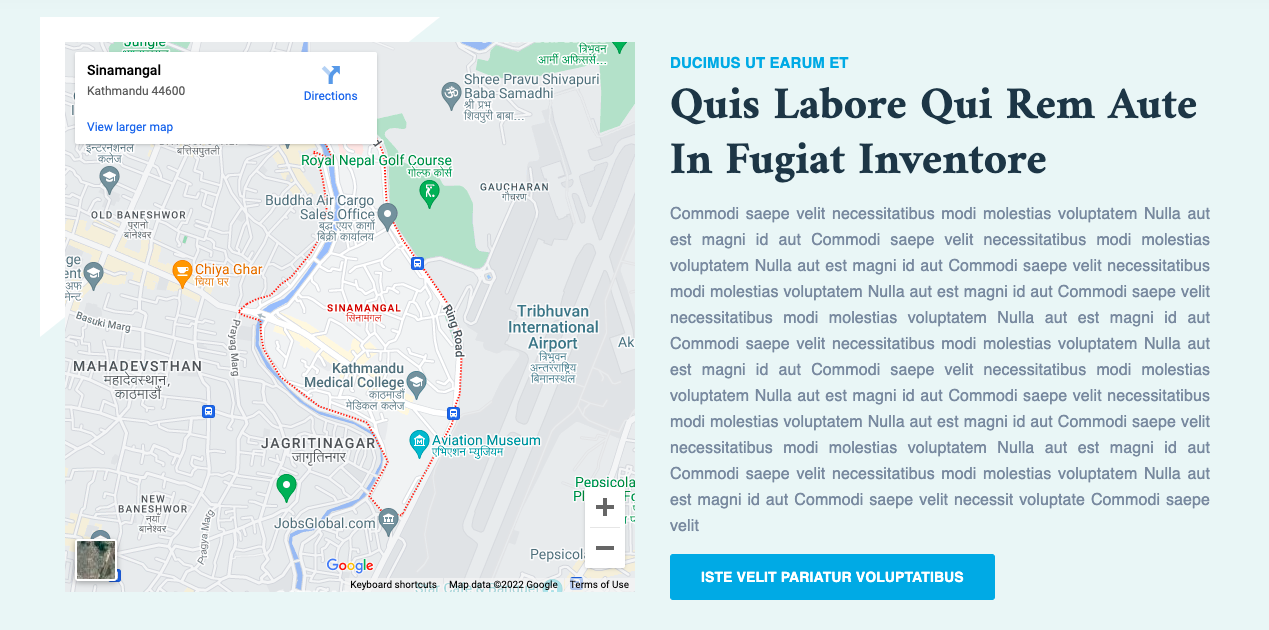 Jungle
त्रिभुवन
आर्मी अफिसर्स...
Sinamangal
Kathmandu 44600
Directions
View larger map
Shree Pravu Shivapuri
Baba Samadhi
श्री प्रभ
शिवपुरी बाबा...
इन्टरनेशनल
कलेज
बत्तिसपुतली
Royal Nepal Golf Course
गोल्फ कोर्स
GAUCHARAN
गोचरण
Buddha Air Cargo
Sales Office
बुद्ध एयर कार्गो
बिक्री कार्यालय
OLD BANESHWOR
पुरानो
बानेश्वर
ge
ent
अफ
मेन्ट
Chiya Ghar
चिया घर
SINAMANGAL
सिनामंगल
Ring Road
Tribhuvan
International
Airport
त्रिभुवन
अन्तर्राष्ट्रिय
विमानस्थल
Ak
Basuki Marg
Prayag Marg
MAHADEVSTHAN
महादेवस्थान,
काठमाडौं
Kathmandu
Medical College
काठमाडौं
मेडिकल कलेज
JAGRITINAGAR
जागृतिनगर
Aviation Museum
एभिएशन म्युजियम
NEW
BANESHWOR
नयाँ
बानेश्वर
Pragya Marg
JobsGlobal.com
Pepsicola
Pepsicola
Google
Keyboard shortcuts Map data ©2022 Google Terms of Use
DUCIMUS UT EARUM ET
Quis Labore Qui Rem Aute
In Fugiat Inventore
Commodi saepe velit necessitatibus modi molestias voluptatem Nulla aut
est magni id aut Commodi saepe velit necessitatibus modi molestias
voluptatem Nulla aut est magni id aut Commodi saepe velit necessitatibus
modi molestias voluptatem Nulla aut est magni id aut Commodi saepe velit
necessitatibus modi molestias voluptatem Nulla aut est magni id aut
Commodi saepe velit necessitatibus modi molestias voluptatem Nulla aut
est magni id aut Commodi saepe velit necessitatibus modi molestias
voluptatem Nulla aut est magni id aut Commodi saepe velit necessitatibus
modi molestias voluptatem Nulla aut est magni id aut Commodi saepe velit
necessitatibus modi molestias voluptatem Nulla aut est magni id aut
Commodi saepe velit necessitatibus modi molestias voluptatem Nulla aut
est magni id aut Commodi saepe velit necessit voluptate Commodi saepe
velit
ISTE VELIT PARIATUR VOLUPTATIBUS